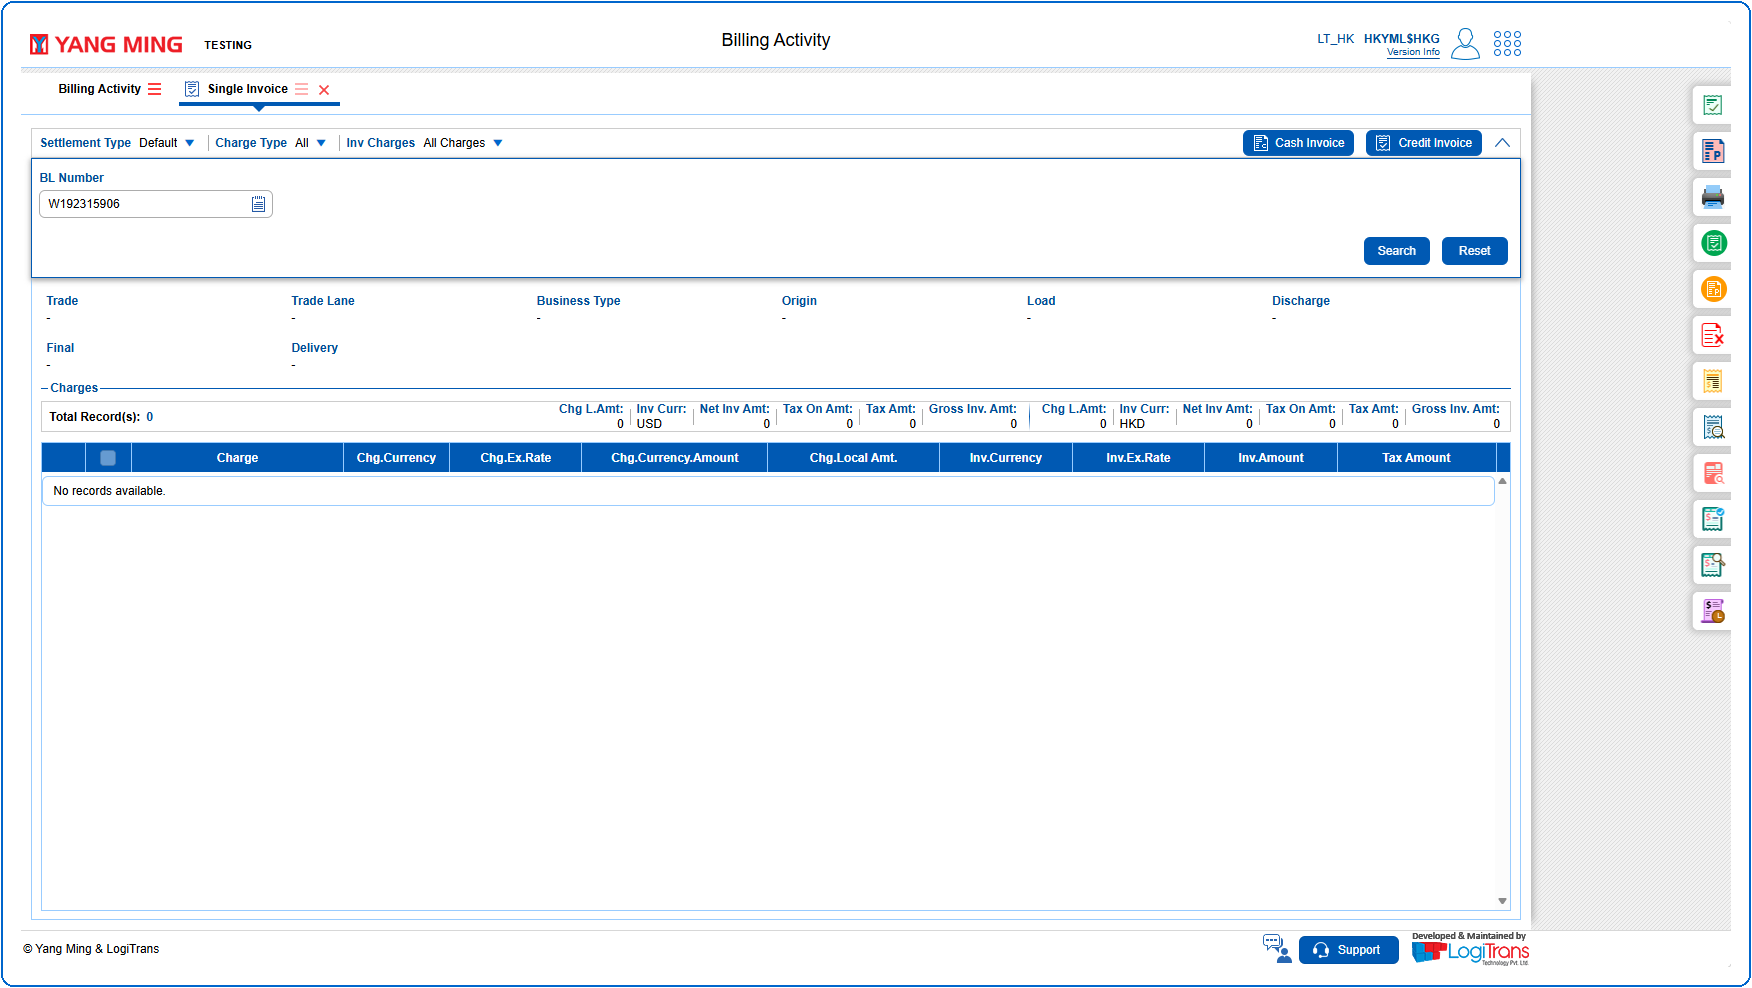 YANG MING TESTING
Billing Activity
LT_HK HKYML$HKG
Version Info
Billing Activity
Single Invoice
Settlement Type Default Charge Type All Inv Charges All Charges
Cash Invoice Credit Invoice
BL Number
W192315906
Search Reset
Trade Trade Lane Business Type Origin Load Discharge
- - - - - -
Final Delivery
- -
Charges
Total Record(s): 0
Chg L.Amt: Inv Curr: Net Inv Amt: Tax On Amt: Tax Amt: Gross Inv. Amt: Chg L.Amt: Inv Curr: Net Inv Amt: Tax On Amt: Tax Amt: Gross Inv. Amt:
0 USD 0 0 0 0 0 HKD 0 0 0 0
Charge Chg.Currency Chg.Ex.Rate Chg.Currency.Amount Chg.Local Amt. Inv.Currency Inv.Ex.Rate Inv.Amount Tax Amount
No records available.
© Yang Ming & LogiTrans
Support
Developed & Maintained by
LogiTrans
Technology Pvt. Ltd.